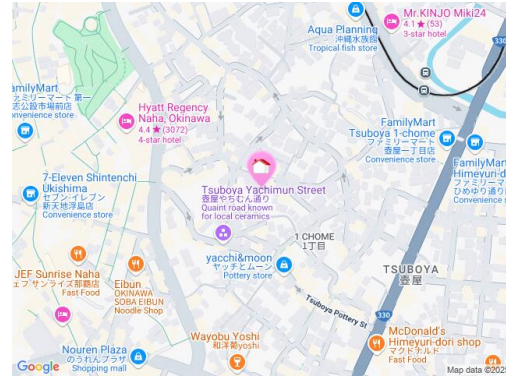 Mr.KINJO Miki24
4.1★(53)
3-star hotel
Aqua Planning
沖縄水族館
Tropical fish store
330
FamilyMart
ファミリーマート 第一
志公設市場前店
onvenience store
Hyatt Regency
Naha, Okinawa
4.4★(3072)
4-star hotel
FamilyMart
Tsuboya 1-chome
ファミリーマート
壺屋一丁目店
Convenience store
FamilyMart
Himeyuri-d
ファミリーマ
ひめゆり通り
Convenience
7-Eleven Shintenchi
Ukishima
セブン-イレブン
新天地浮島店
Convenience store
Tsuboya Yachimun Street
壺屋やちむん通り
Quaint road known
for local ceramics
1 CHOME
1丁目
yacchi&moon
ヤッチとムーン
Pottery store
TSUBOYA
壺屋
JEF Sunrise Naha
ェフ サンライズ那覇店
Fast Food
Eibun
OKINAWA
SOBA EIBUN
Noodle Shop
Tsuboya Pottery St
330
Wayobu Yoshi
和洋葡yoshi
McDonald's
Himeyuri-dori shop
マクドナルド
Fast Food
Nouren Plaza
のうれんプラザ
Shopping mall
Google
Map data ©2025